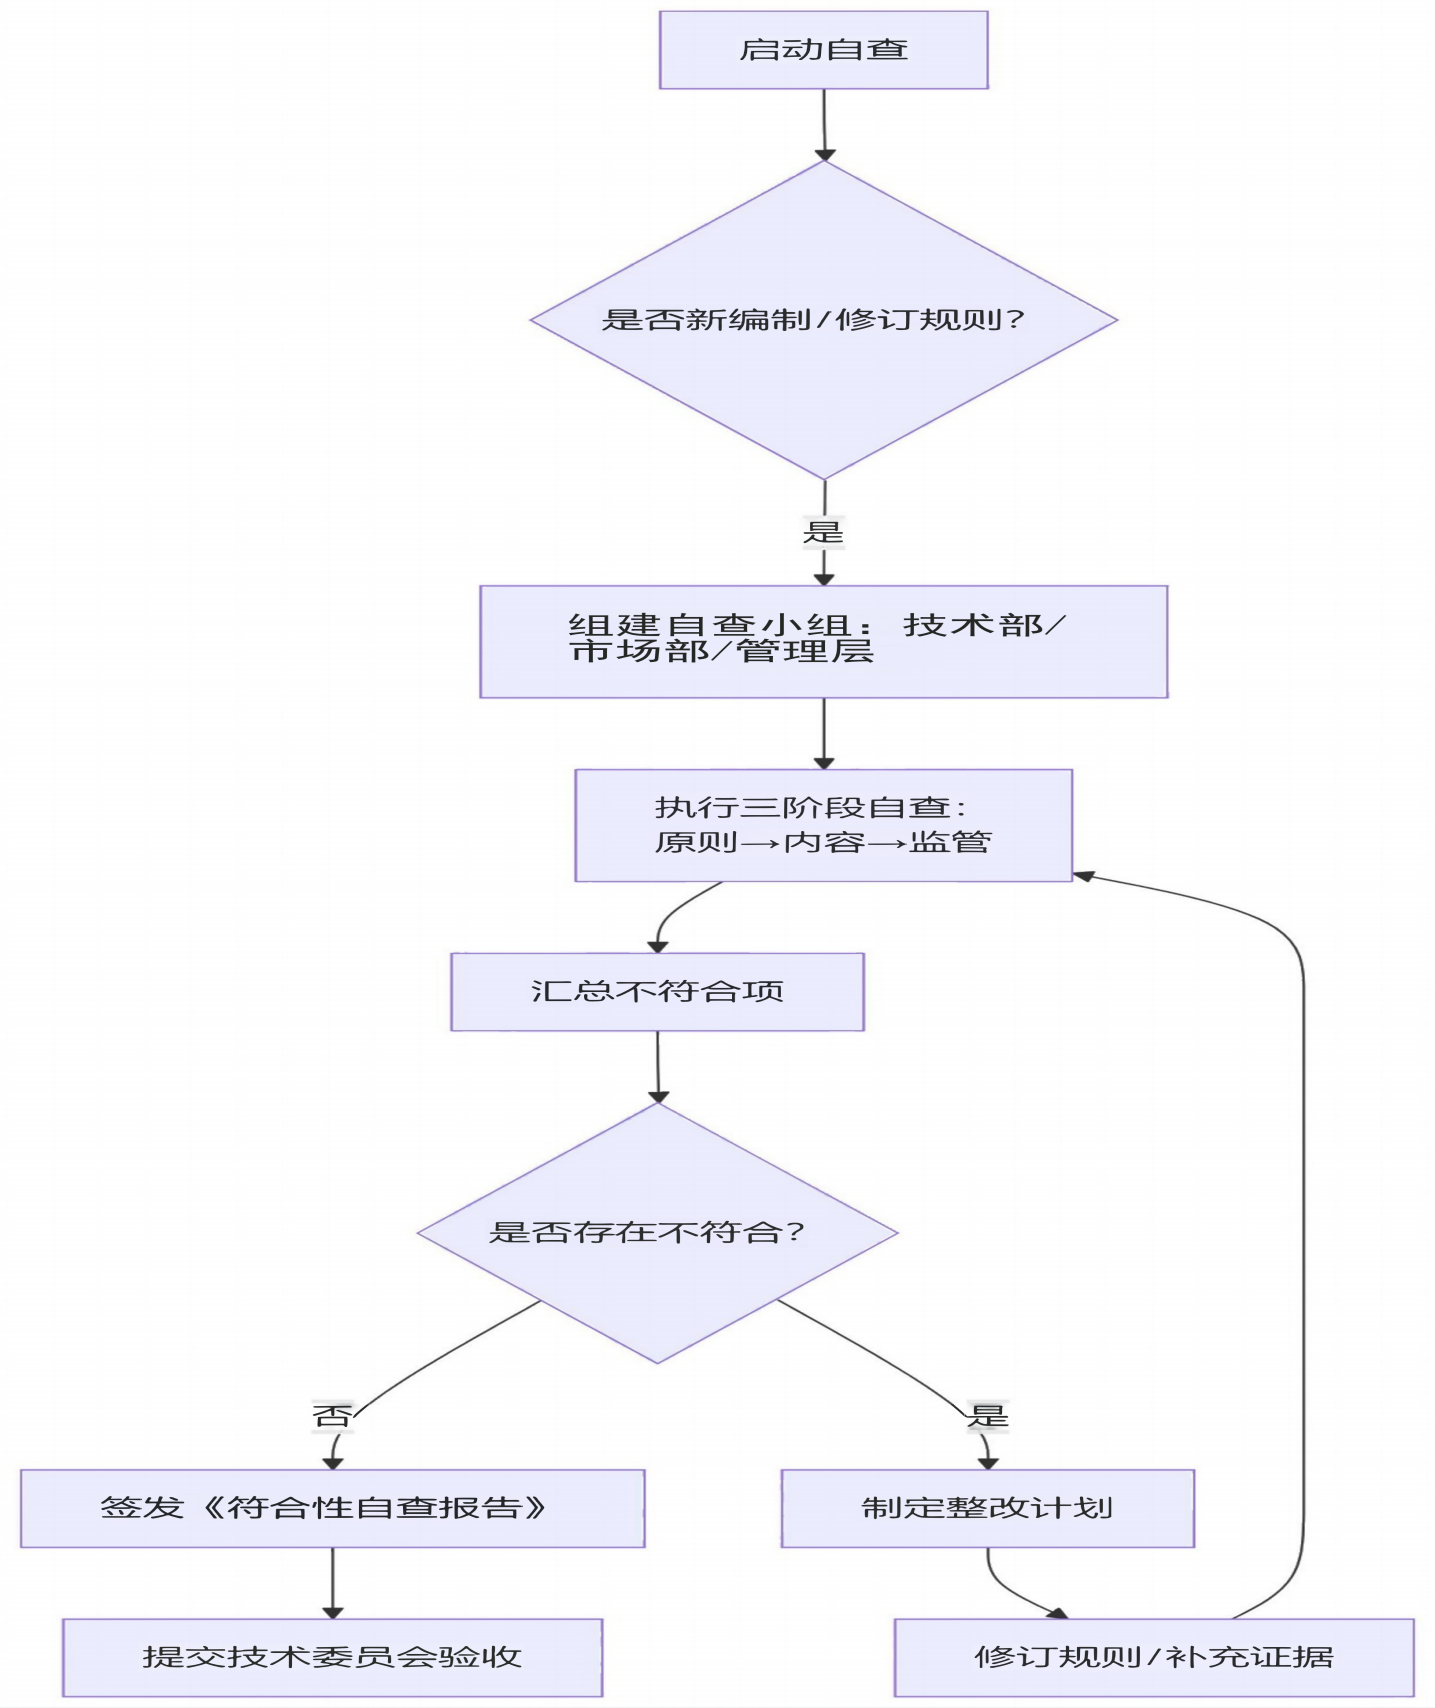 启动自查
是否新编制/修订规则?
是
组建自查小组：技术部/
市场部/管理层
执行三阶段自查:
原则→内容→监管
汇总不符合项
是否存在不符合?
否
是
签发《符合性自查报告》
制定整改计划
提交技术委员会验收
修订规则/补充证据